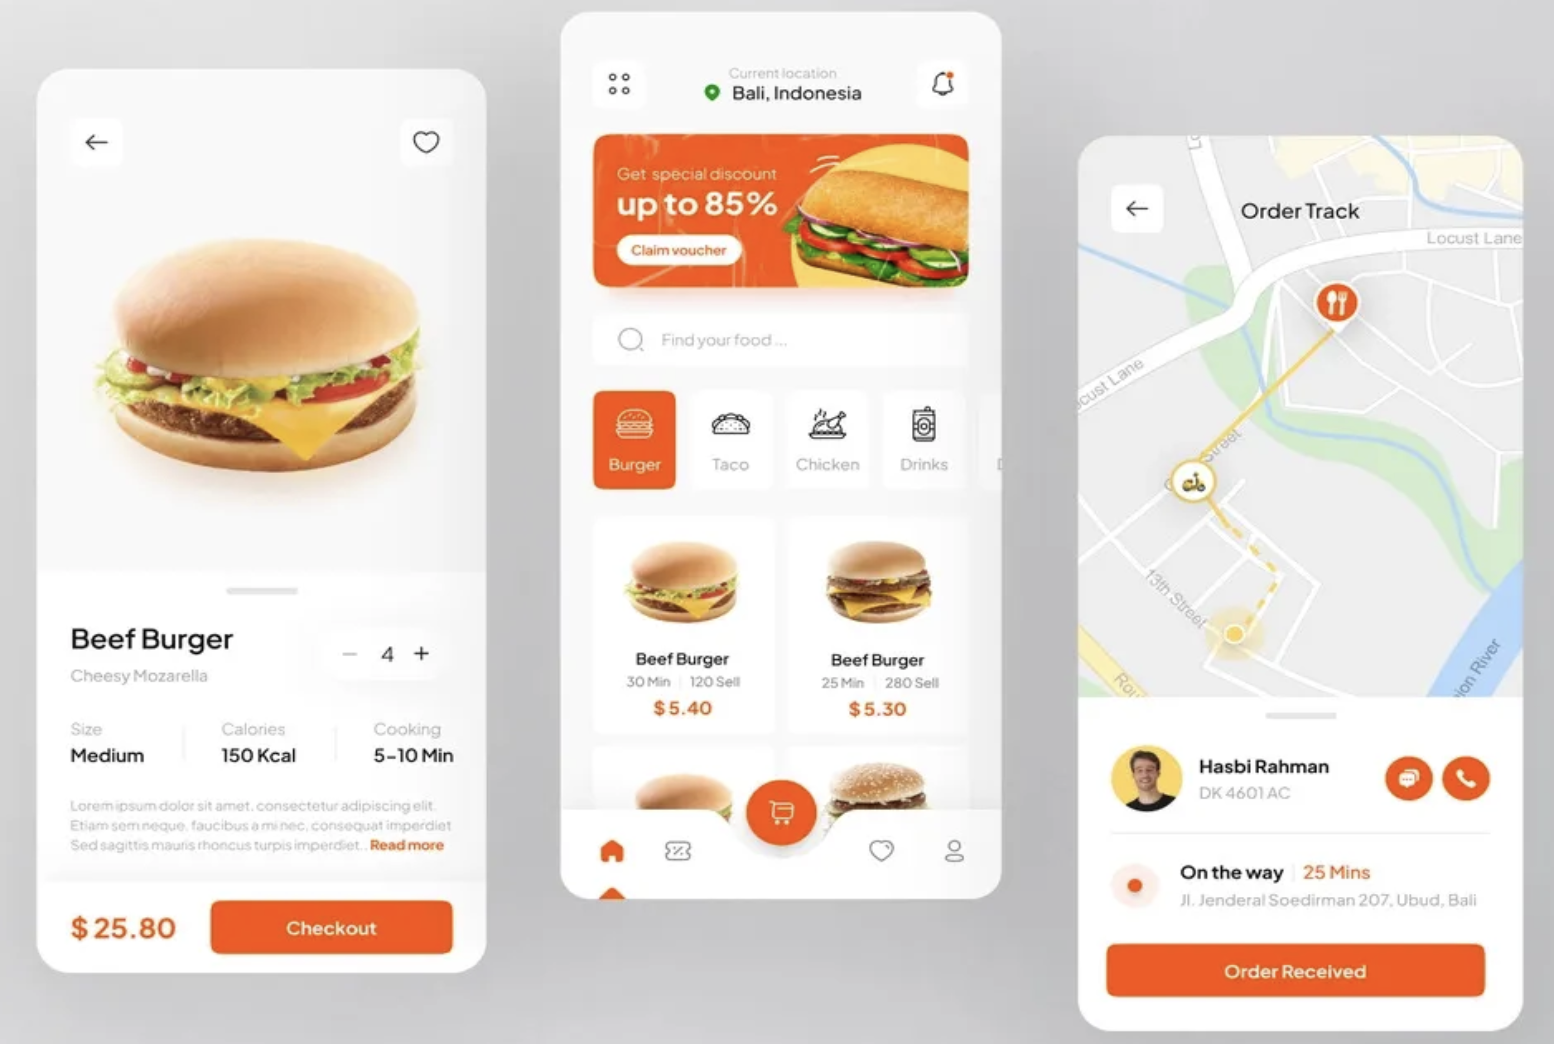 Beef Burger
4
Cheesy Mozarella
Size
Calories
Cooking
Medium
150 Kcal
5-10 Min
Lorem ipsum dolor sit amet, consectetur adipiscing elit.
Etiam sem neque, faucibus a mi nec, consequat imperdiet
Sed sagittis mauris rhoncus turpis imperdiet.. Read more
$ 25.80
Checkout
Current location
Bali, Indonesia
Get special discount
up to 85%
Claim voucher
Find your food ...
Burger
Taco
Chicken
Drinks
Beef Burger
30 Min
120 Sell
$ 5.40
Beef Burger
25 Min
280 Sell
$ 5.30
Order Track
Locust Lane
ocust Lane
Street
13th Street
River
Hasbi Rahman
DK 4601 AC
On the way
25 Mins
Jl. Jenderal Soedirman 207, Ubud, Bali
Order Received